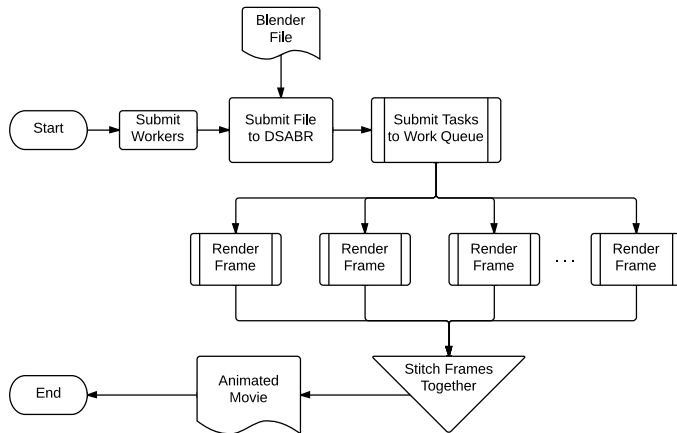 Blender
File
Start
Submit
Workers
Submit File
to DSABR
Submit Tasks
to Work Queue
Render
Frame
Render
Frame
Render
Frame
...
Render
Frame
Stitch Frames
Together
Animated
Movie
End